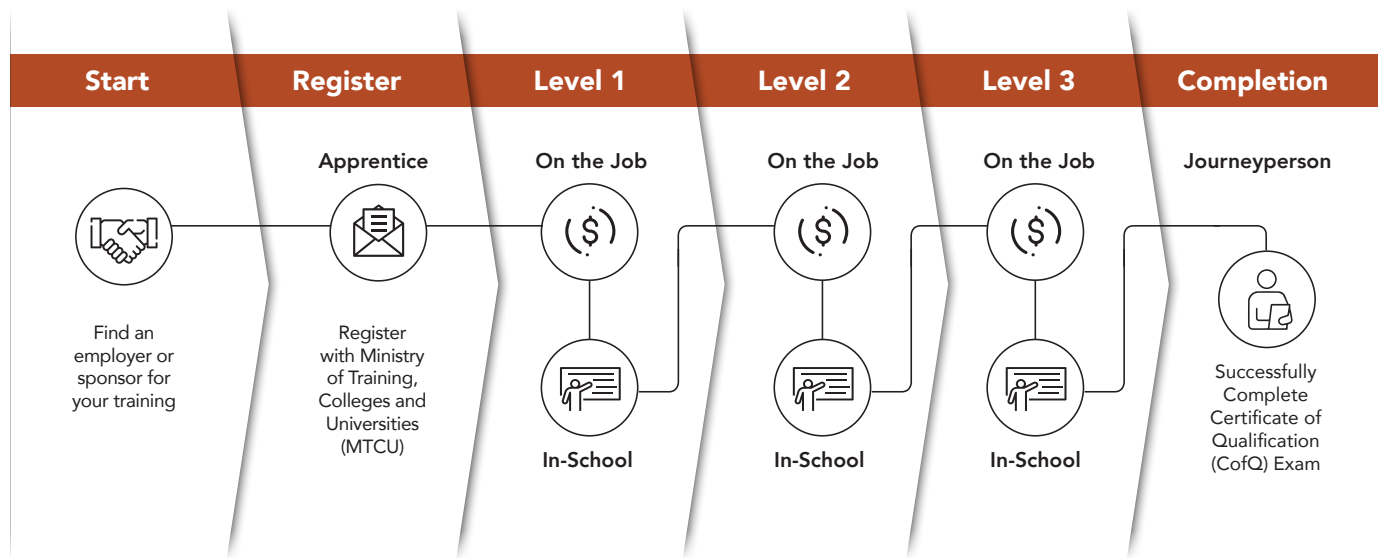 Start
Register
Level 1
Level 2
Level 3
Completion
Apprentice
On the Job
On the Job
On the Job
Journeyperson
Find an
employer or
sponsor for
your training
Register
with Ministry
of Training,
Colleges and
Universities
(MTCU)
In-School
In-School
In-School
Successfully
Complete
Certificate of
Qualification
(CofQ) Exam